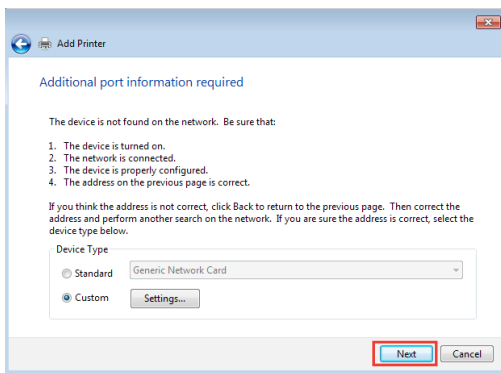 Add Printer
Additional port information required
The device is not found on the network. Be sure that:
1. The device is turned on.
2. The network is connected.
3. The device is properly configured.
4. The address on the previous page is correct.
If you think the address is not correct, click Back to return to the previous page. Then correct the
address and perform another search on the network. If you are sure the address is correct, select the
device type below.
Device Type
Standard Generic Network Card
Custom Settings...
Next Cancel